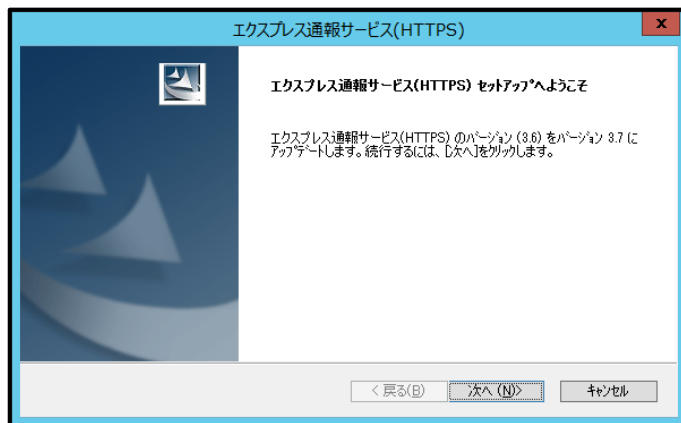 エクスプレス通報サービス(HTTPS)
x
エクスプレス通報サービス(HTTPS) ｾｯﾄｱｯﾌﾟへようこそ
エクスプレス通報サービス(HTTPS) のﾊﾞｰｼﾞｮﾝ (3.6) をﾊﾞｰｼﾞｮﾝ 3.7 に
ｱｯﾌﾟﾃﾞｰﾄします。続行するには、[次へ]をｸﾘｯｸします。
< 戻る(B)
次へ (N)>
ｷｬﾝｾﾙ